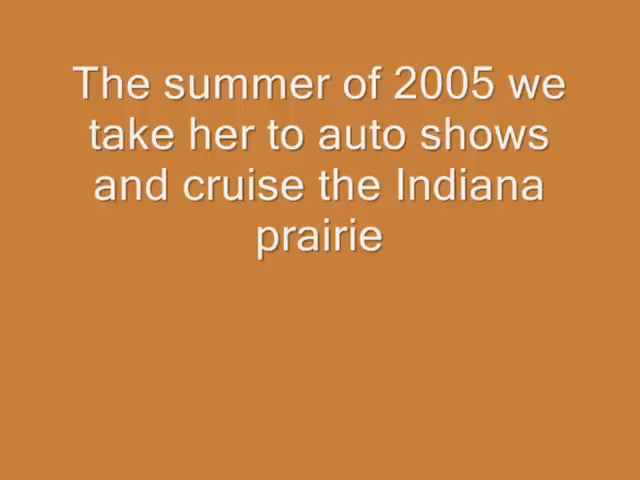 The summer of 2005 we
take her to auto shows
and cruise the Indiana
prairie